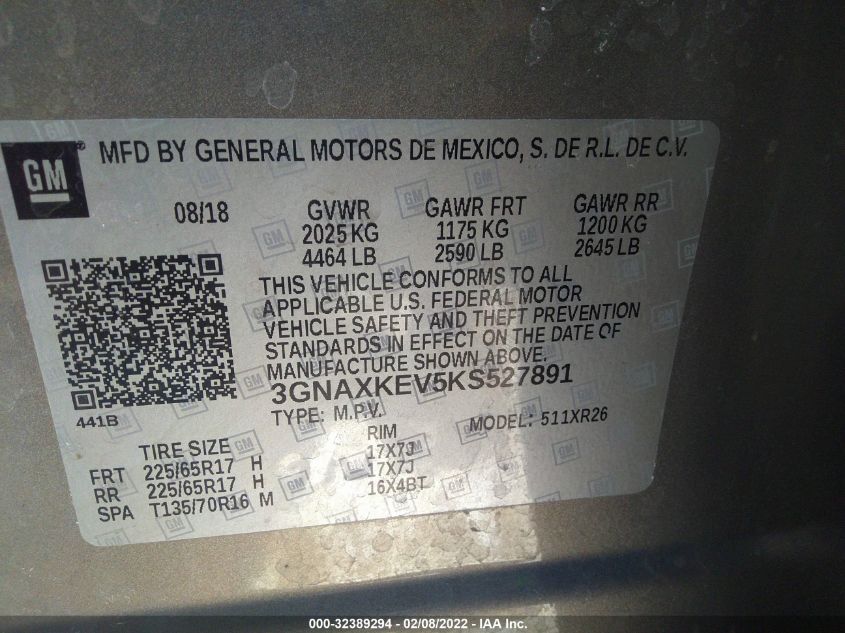 GM
MFD BY GENERAL MOTORS DE MEXICO, S. DE R.L. DE C.V.
08/18 GVWR GAWR FRT GAWR RR
2025 KG 1175 KG 1200 KG
4464 LB 2590 LB 2645 LB
THIS VEHICLE CONFORMS TO ALL
APPLICABLE U.S. FEDERAL MOTOR
VEHICLE SAFETY AND THEFT PREVENTION
STANDARDS IN EFFECT ON THE DATE OF
MANUFACTURE SHOWN ABOVE.
3GNAXKEV5KS527891
441B
TYPE: M.P.V. MODEL: 511XR26
TIRE SIZE RIM
FRT 225/65R17 H 17X7J
RR 225/65R17 H 17X7J
SPA T135/70R16 M 16X4BT
000-32389294 - 02/08/2022 - IAA Inc.